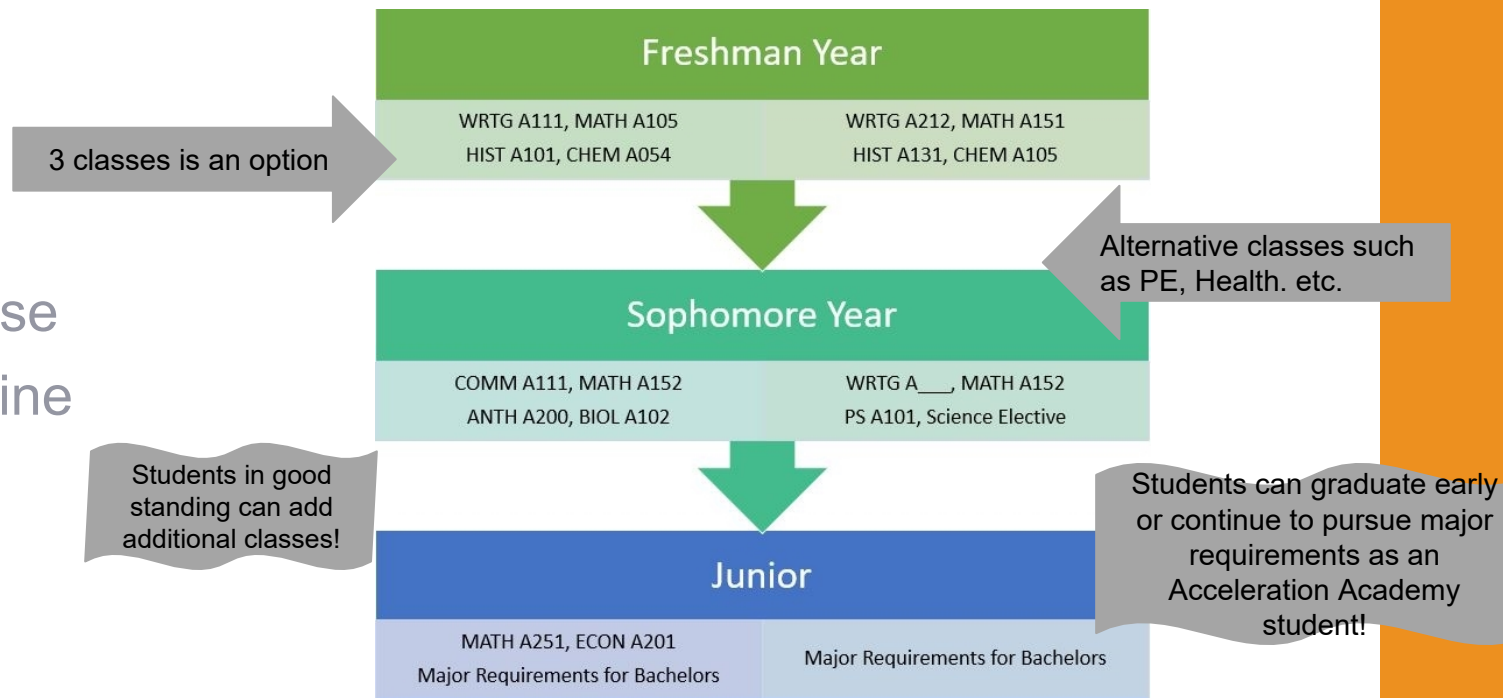 Freshman Year
WRTG A111, MATH A105
HIST A101, CHEM A054
WRTG A212, MATH A151
HIST A131, CHEM A105
3 classes is an option
Alternative classes such
as PE, Health. etc.
se
ine
Sophomore Year
COMM A111, MATH A152
ANTH A200, BIOL A102
WRTG A___, MATH A152
PS A101, Science Elective
Students in good
standing can add
additional classes!
Students can graduate early
or continue to pursue major
requirements as an
Acceleration Academy
student!
Junior
MATH A251, ECON A201
Major Requirements for Bachelors
Major Requirements for Bachelors